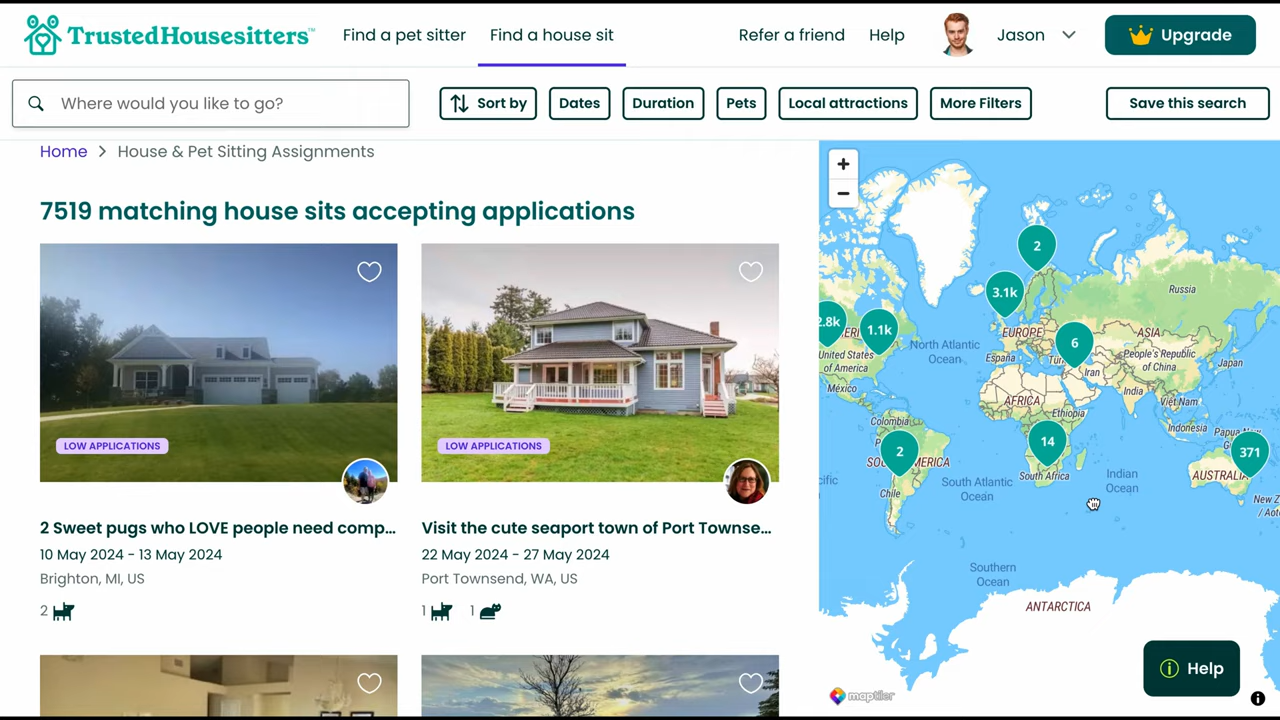 TrustedHousesitters™
Find a pet sitter
Find a house sit
Refer a friend
Help
Jason
Upgrade
Where would you like to go?
Sort by
Dates
Duration
Pets
Local attractions
More Filters
Save this search
Home > House & Pet Sitting Assignments
7519 matching house sits accepting applications
LOW APPLICATIONS
2 Sweet pugs who LOVE people need comp...
10 May 2024 - 13 May 2024
Brighton, MI, US
2
LOW APPLICATIONS
Visit the cute seaport town of Port Townse...
22 May 2024 - 27 May 2024
Port Townsend, WA, US
1 1
+
−
2
3.1k
Russia
2.8k
1.1k
6
EUROPE
ASIA
North Atlantic
Ocean
United States
of America
España
Iran
People's Republic
of China
Japan
México
AFRICA
India
Việt Nam
Colombia
Ethiopia
Indonesia
2
14
371
South Africa
AUSTRALIA
South Atlantic
Ocean
Indian
Ocean
Chile
Southern
Ocean
ANTARCTICA
Help
maptiler